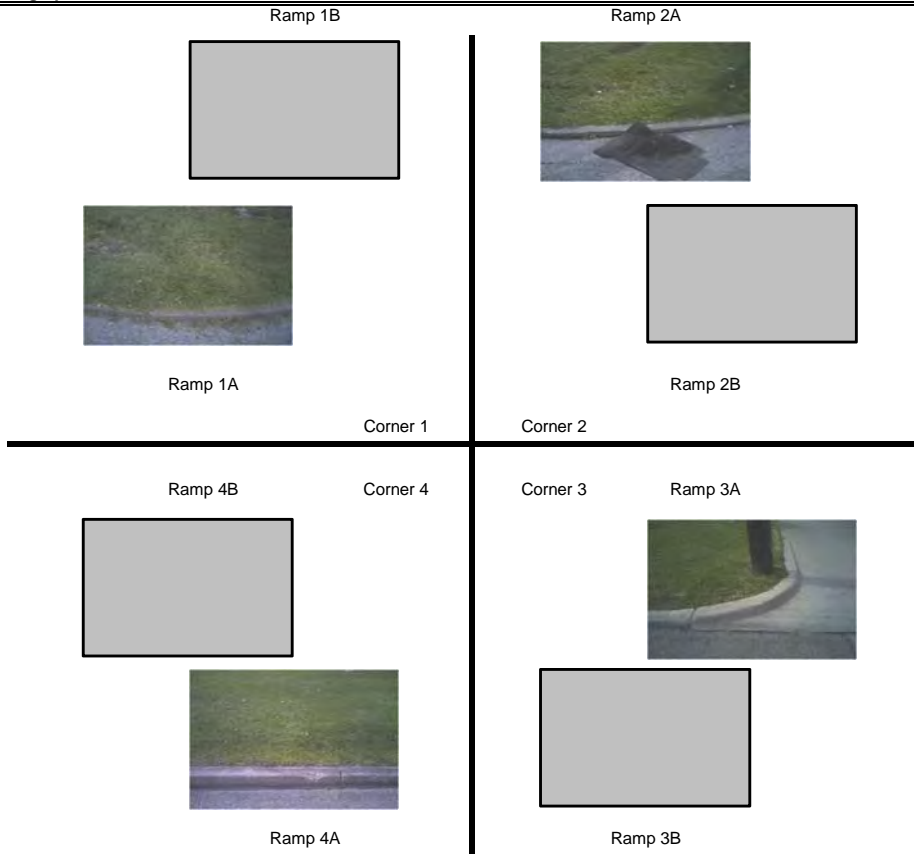 Ramp 1B
Ramp 2A
Ramp 1A
Ramp 2B
Corner 1
Corner 2
Ramp 4B
Corner 4
Corner 3
Ramp 3A
Ramp 4A
Ramp 3B